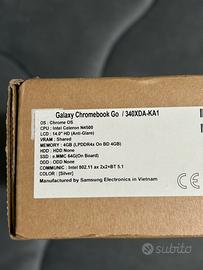 Galaxy Chromebook Go / 340XDA-KA1
OS : Chrome OS
CPU : Intel Celeron N4500
LCD : 14.0" HD (Anti-Glare)
VRAM : Shared
MEMORY : 4GB (LPDDR4x On BD 4GB)
HDD : HDD None
SSD : e.MMC 64G(On Board)
ODD : ODD None
COMMUNIC : Intel 802.11 ax 2x2+BT 5.1
COLOR : [Silver]
Manufactured by Samsung Electronics in Vietnam
subito